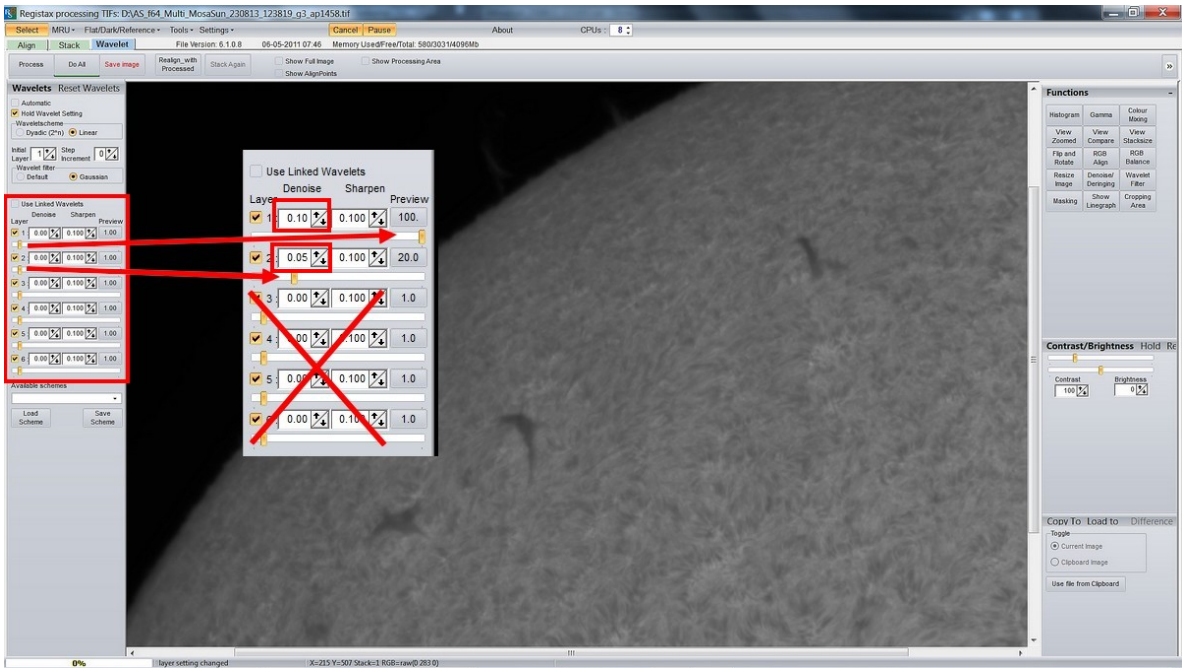 Registax processing TIFs: D:\AS_f64_Multi_MosaSun_230813_123819_g3_ap1458.tif
Select MRU Flat/Dark/Reference Tools Settings Cancel Pause About CPUs : 8
Align Stack Wavelet File Version: 6.1.0.8 06-05-2011 07:46 Memory Used/Free/Total: 580/3031/4096Mb
Process Do All Save image Realign_with Processed Stack Again Show Full Image Show Processing Area
Show AlignPoints
»
Wavelets Reset Wavelets
Automatic
Hold Wavelet Setting
Waveletscheme
Dyadic (2^n) Linear
Initial Layer 1 Step Increment 0
Wavelet filter
Default Gaussian
Use Linked Wavelets
Denoise Sharpen
Layer Preview
1 : 0.00 0.100 1.00
2 : 0.00 0.100 1.00
3 : 0.00 0.100 1.00
4 : 0.00 0.100 1.00
5 : 0.00 0.100 1.00
6 : 0.00 0.100 1.00
Available schemes
Load Scheme Save Scheme
Use Linked Wavelets
Denoise Sharpen
Layer Preview
1 : 0.10 0.100 100.
2 : 0.05 0.100 20.0
3 : 0.00 0.100 1.0
4 : 0.00 0.100 1.0
5 : 0.00 0.100 1.0
6 : 0.00 0.100 1.0
Functions -
Histogram Gamma Colour Mixing
View Zoomed View Compare View Stacksize
Flip and Rotate RGB Align RGB Balance
Resize Image Denoise/ Deringing Wavelet Filter
Masking Show Linegraph Cropping Area
Contrast/Brightness Hold Re
Contrast Brightness
100 0
Copy To Load to Difference
Toggle
Current Image
Clipboard Image
Use file from Clipboard
0% layer setting changed X=215 Y=507 Stack=1 RGB=raw(0 283 0)